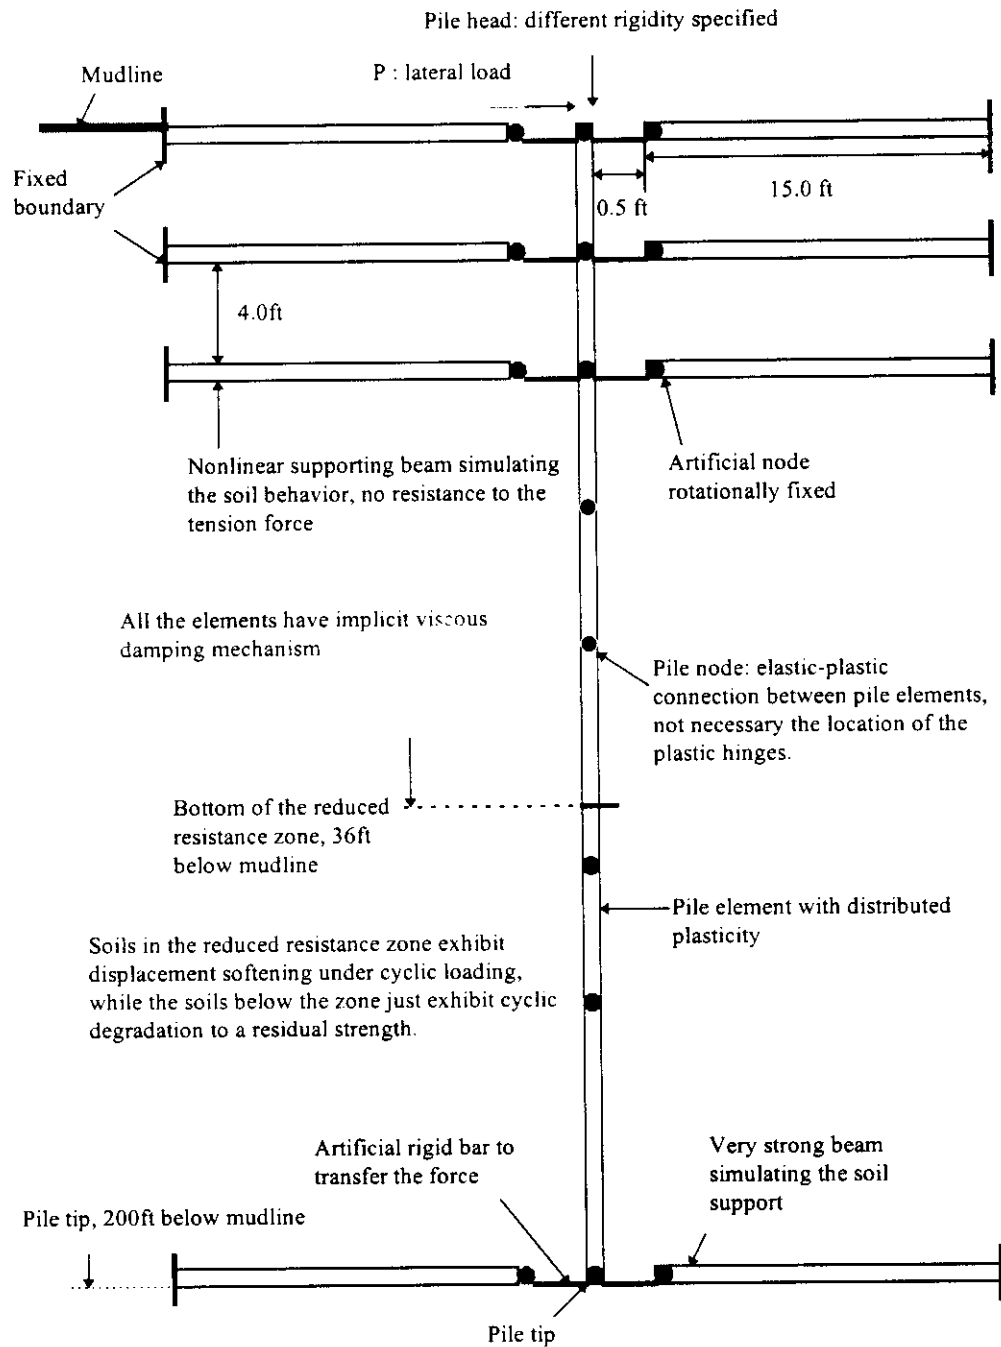 Pile head: different rigidity specified
P : lateral load
Mudline
Fixed
boundary
0.5 ft
15.0 ft
4.0ft
Nonlinear supporting beam simulating
the soil behavior, no resistance to the
tension force
Artificial node
rotationally fixed
All the elements have implicit viscous
damping mechanism
Pile node: elastic-plastic
connection between pile elements,
not necessary the location of the
plastic hinges.
Bottom of the reduced
resistance zone, 36ft
below mudline
Pile element with distributed
plasticity
Soils in the reduced resistance zone exhibit
displacement softening under cyclic loading,
while the soils below the zone just exhibit cyclic
degradation to a residual strength.
Artificial rigid bar to
transfer the force
Very strong beam
simulating the soil
support
Pile tip, 200ft below mudline
Pile tip